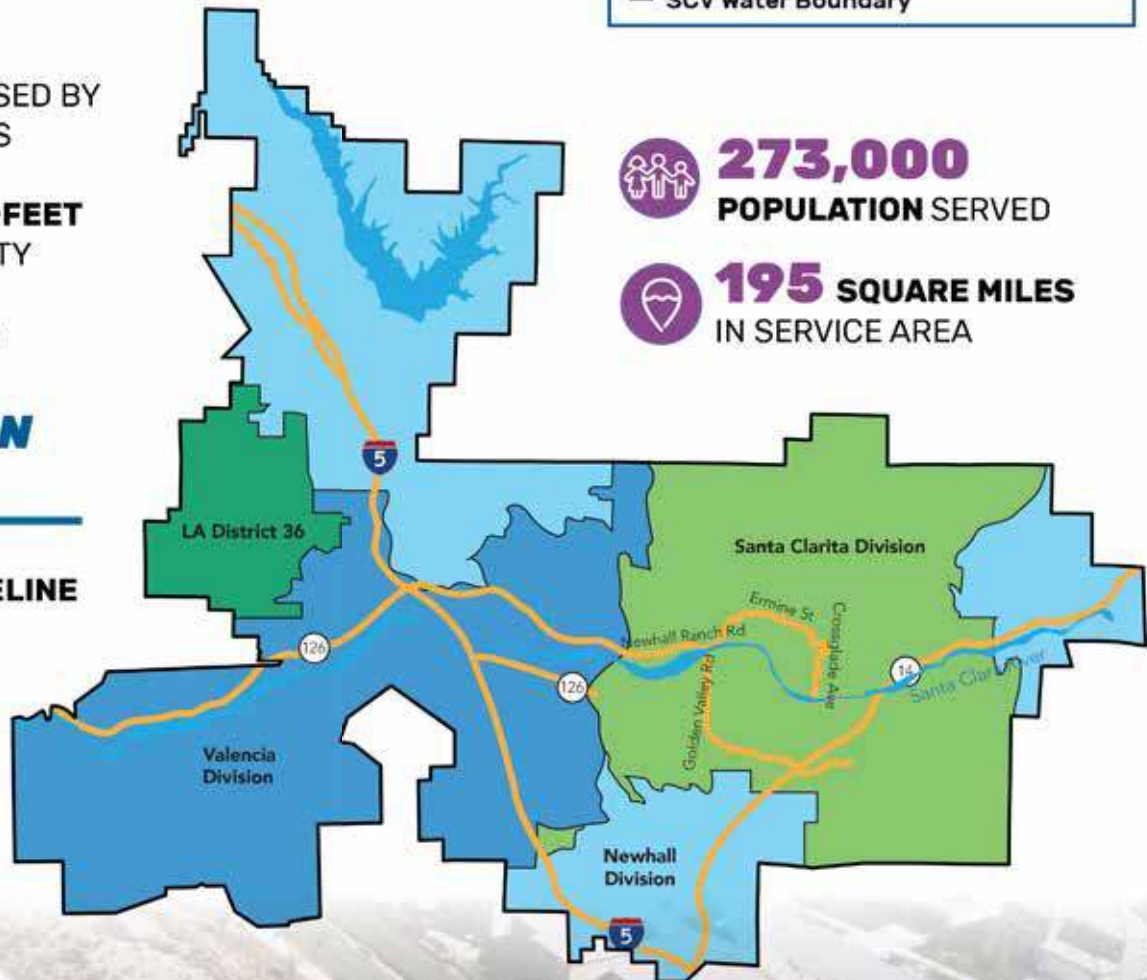 SCV Water Boundary
SED BY
S
FEET
TY
N
ELINE
273,000
POPULATION SERVED
195 SQUARE MILES
IN SERVICE AREA
5
LA District 36
Santa Clarita Division
Ermine St
Crossglade Ave
Newhall Ranch Rd
126
126
14
Santa Clara River
Golden Valley Rd
Valencia
Division
Newhall
Division
5